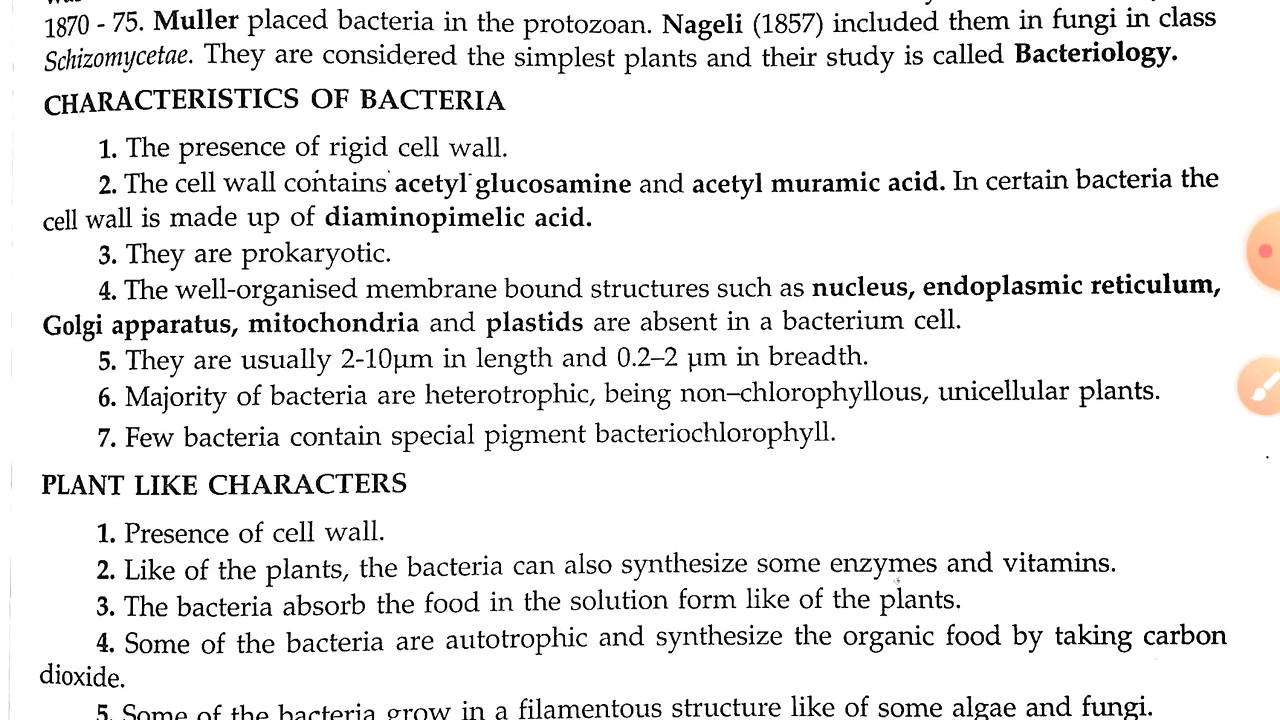 1870 - 75. Muller placed bacteria in the protozoan. Nageli (1857) included them in fungi in class
Schizomycetae. They are considered the simplest plants and their study is called Bacteriology.
CHARACTERISTICS OF BACTERIA
1. The presence of rigid cell wall.
2. The cell wall contains acetyl glucosamine and acetyl muramic acid. In certain bacteria the
cell wall is made up of diaminopimelic acid.
3. They are prokaryotic.
4. The well-organised membrane bound structures such as nucleus, endoplasmic reticulum,
Golgi apparatus, mitochondria and plastids are absent in a bacterium cell.
5. They are usually 2-10µm in length and 0.2–2 µm in breadth.
6. Majority of bacteria are heterotrophic, being non–chlorophyllous, unicellular plants.
7. Few bacteria contain special pigment bacteriochlorophyll.
PLANT LIKE CHARACTERS
1. Presence of cell wall.
2. Like of the plants, the bacteria can also synthesize some enzymes and vitamins.
3. The bacteria absorb the food in the solution form like of the plants.
4. Some of the bacteria are autotrophic and synthesize the organic food by taking carbon
dioxide.
5. Some of the bacteria grow in a filamentous structure like of some algae and fungi.